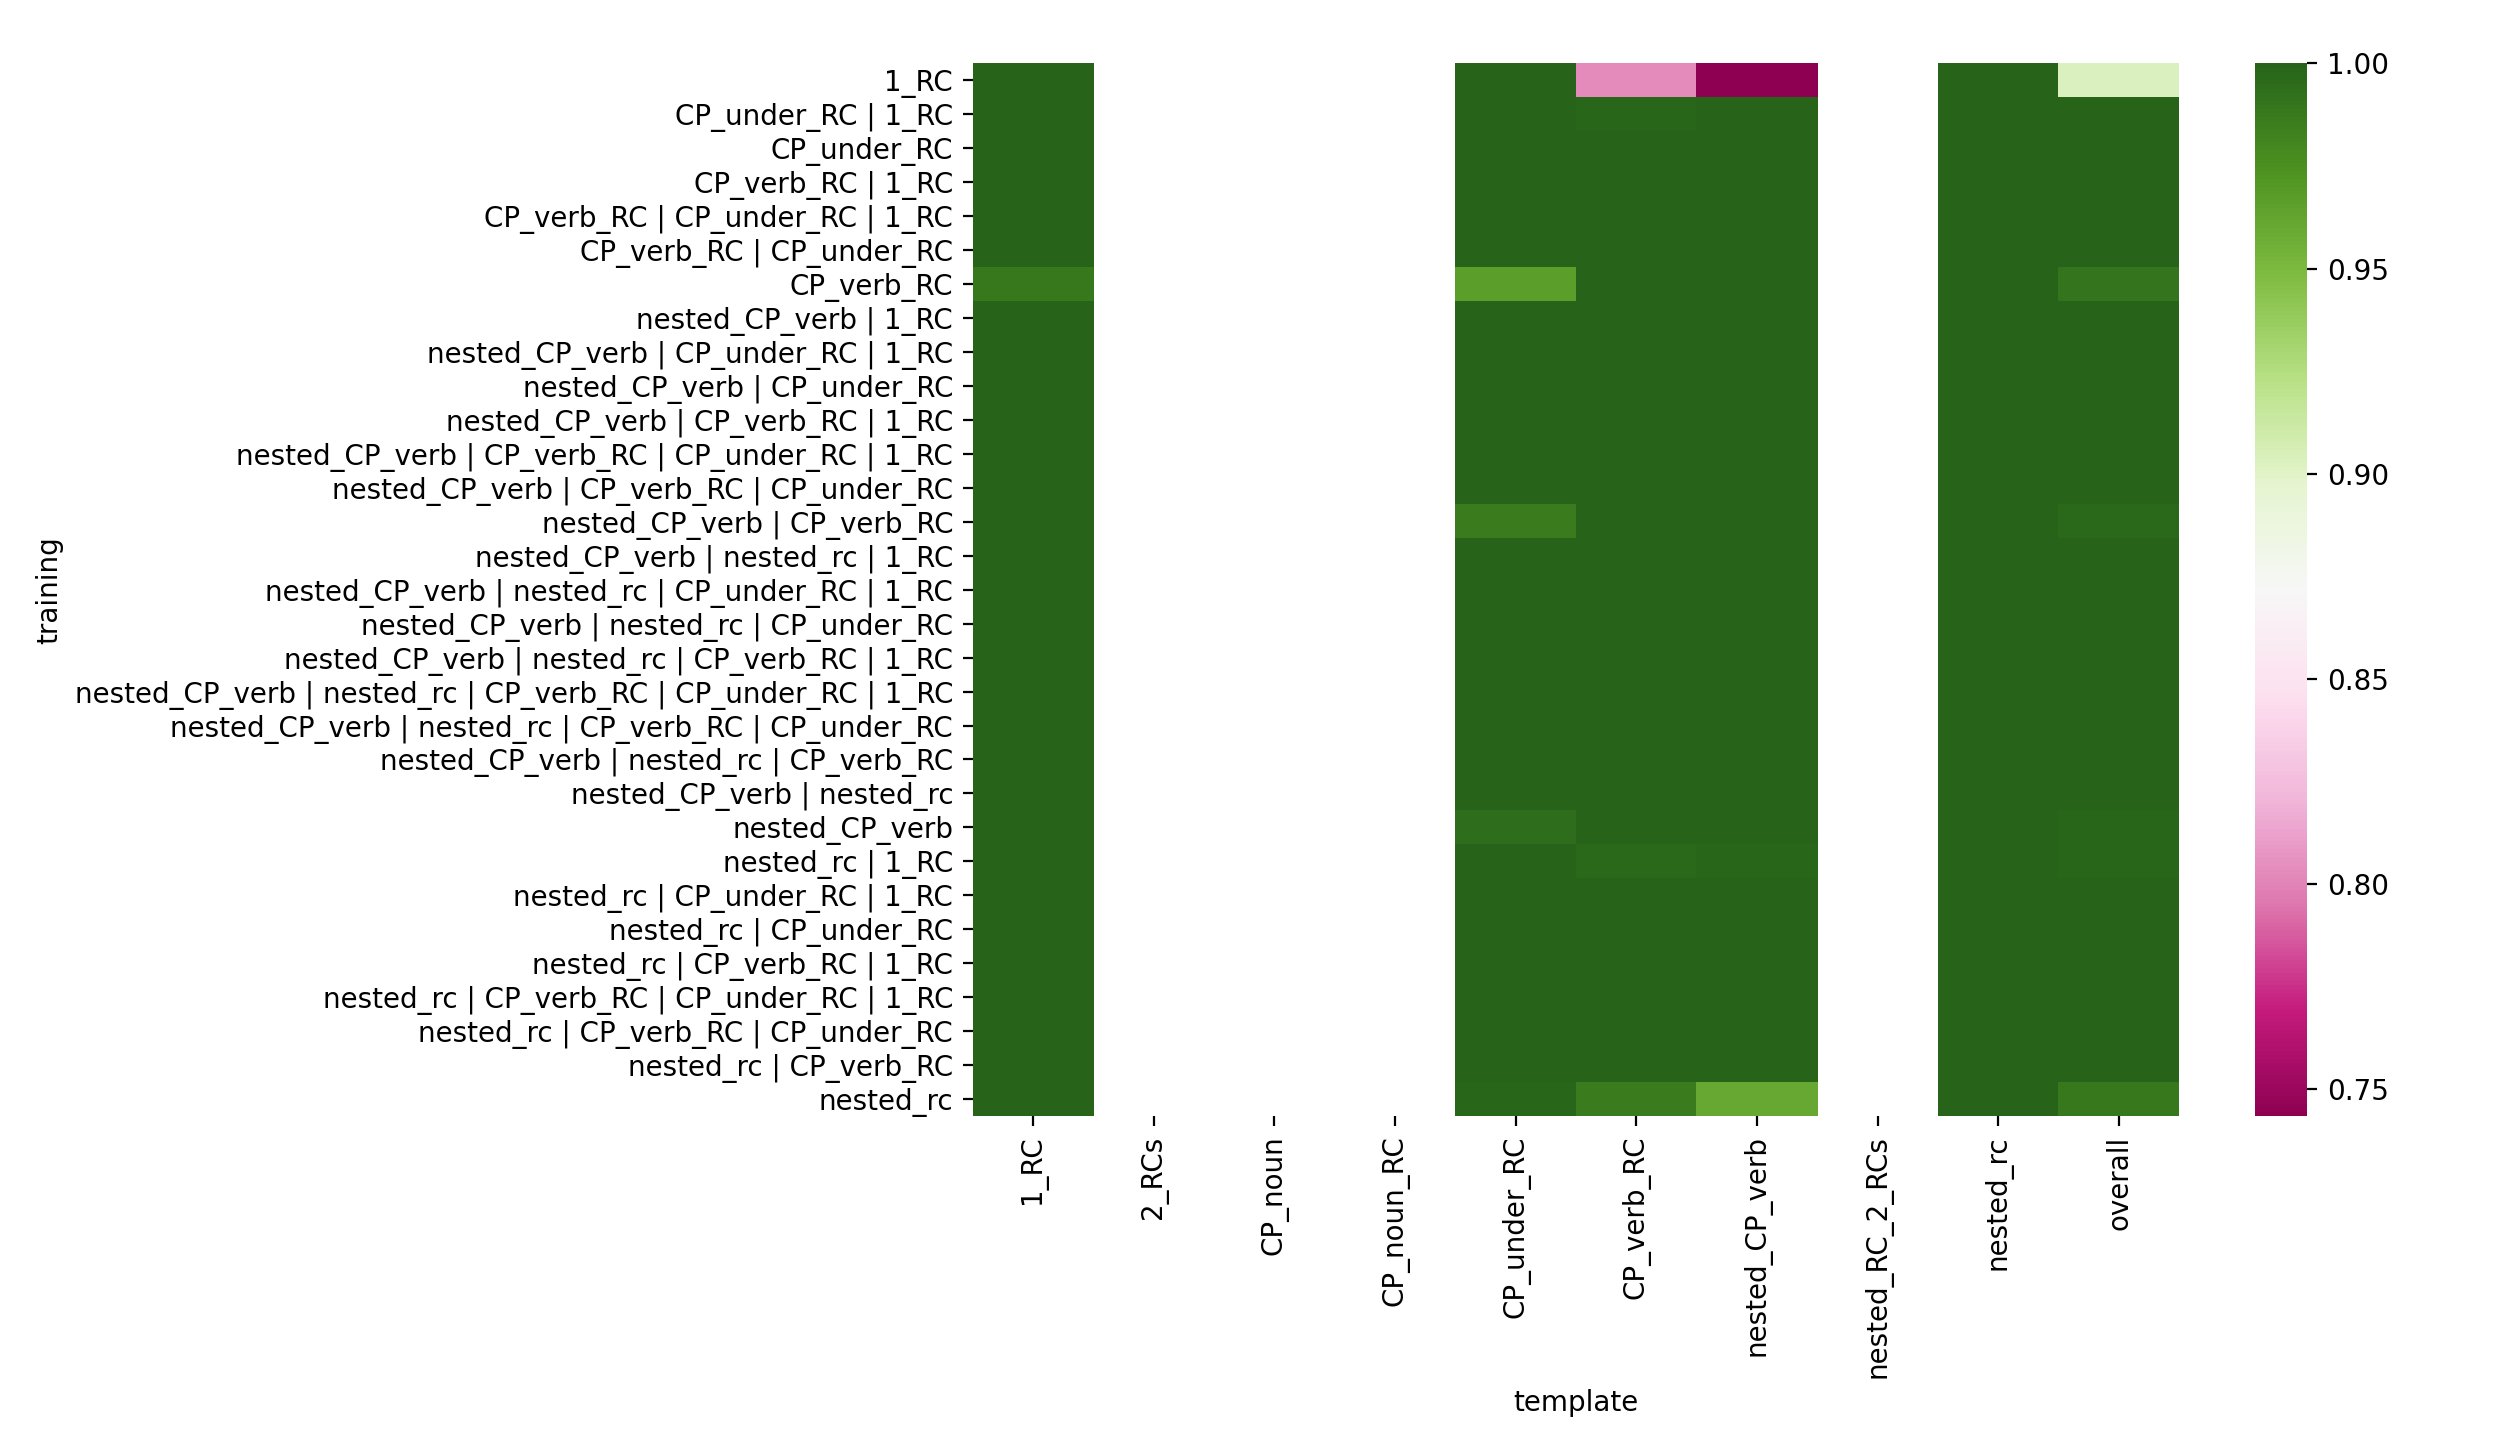 training
1_RC
CP_under_RC | 1_RC
CP_under_RC
CP_verb_RC | 1_RC
CP_verb_RC | CP_under_RC | 1_RC
CP_verb_RC | CP_under_RC
CP_verb_RC
nested_CP_verb | 1_RC
nested_CP_verb | CP_under_RC | 1_RC
nested_CP_verb | CP_under_RC
nested_CP_verb | CP_verb_RC | 1_RC
nested_CP_verb | CP_verb_RC | CP_under_RC | 1_RC
nested_CP_verb | CP_verb_RC | CP_under_RC
nested_CP_verb | CP_verb_RC
nested_CP_verb | nested_rc | 1_RC
nested_CP_verb | nested_rc | CP_under_RC | 1_RC
nested_CP_verb | nested_rc | CP_under_RC
nested_CP_verb | nested_rc | CP_verb_RC | 1_RC
nested_CP_verb | nested_rc | CP_verb_RC | CP_under_RC | 1_RC
nested_CP_verb | nested_rc | CP_verb_RC | CP_under_RC
nested_CP_verb | nested_rc | CP_verb_RC
nested_CP_verb | nested_rc
nested_CP_verb
nested_rc | 1_RC
nested_rc | CP_under_RC | 1_RC
nested_rc | CP_under_RC
nested_rc | CP_verb_RC | 1_RC
nested_rc | CP_verb_RC | CP_under_RC | 1_RC
nested_rc | CP_verb_RC | CP_under_RC
nested_rc | CP_verb_RC
nested_rc
1_RC
2_RCs
CP_noun
CP_noun_RC
CP_under_RC
CP_verb_RC
nested_CP_verb
nested_RC_2_RCs
nested_rc
overall
template
1.00
0.95
0.90
0.85
0.80
0.75